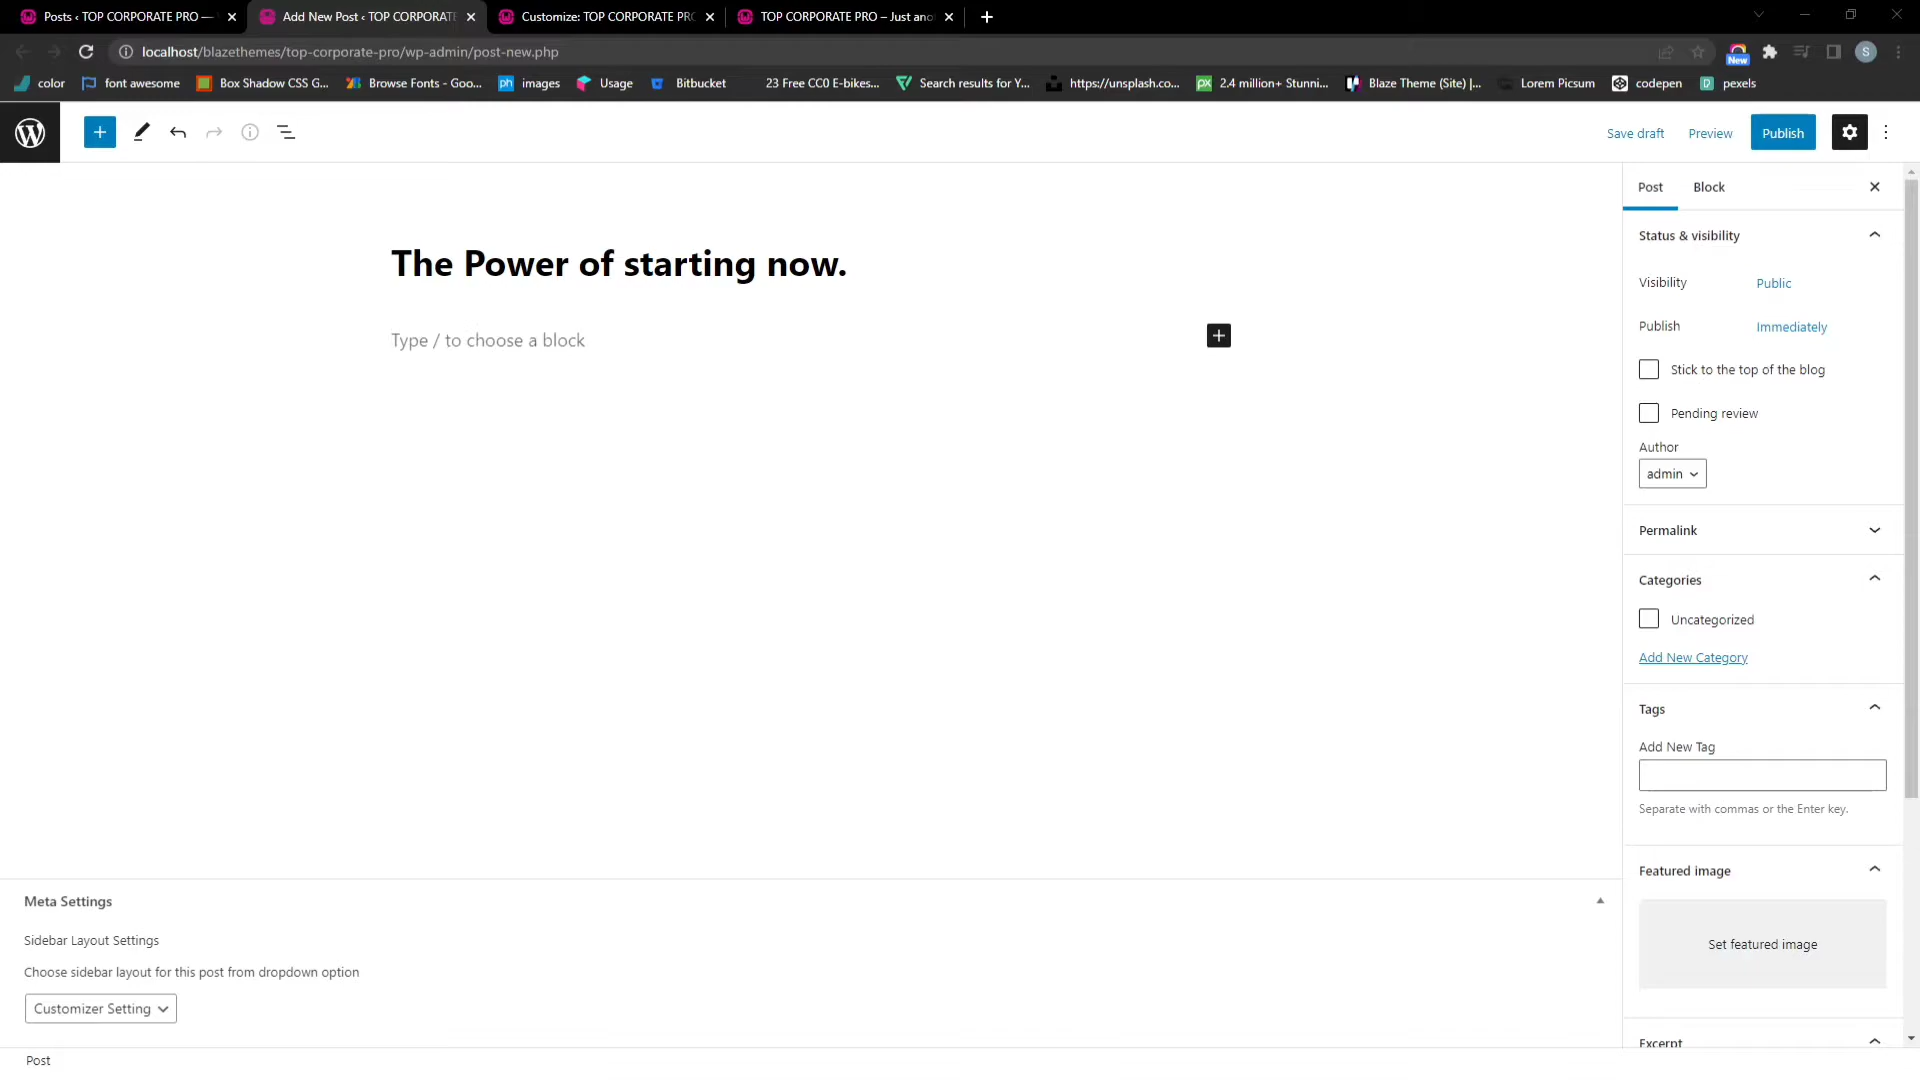 Posts ‹ TOP CORPORATE PRO —
Add New Post ‹ TOP CORPORATE
Customize: TOP CORPORATE PRO
TOP CORPORATE PRO – Just ano
localhost/blazethemes/top-corporate-pro/wp-admin/post-new.php
New
S
color
font awesome
Box Shadow CSS G...
Browse Fonts - Goo...
ph
images
Usage
Bitbucket
23 Free CC0 E-bikes...
Search results for Y...
https://unsplash.co...
px
2.4 million+ Stunni...
Blaze Theme (Site) |...
Lorem Picsum
codepen
pexels
Save draft
Preview
Publish
Post
Block
The Power of starting now.
Type / to choose a block
Status & visibility
Visibility
Public
Publish
Immediately
Stick to the top of the blog
Pending review
Author
admin
Permalink
Categories
Uncategorized
Add New Category
Tags
Add New Tag
Separate with commas or the Enter key.
Featured image
Set featured image
Excerpt
Meta Settings
Sidebar Layout Settings
Choose sidebar layout for this post from dropdown option
Customizer Setting
Post